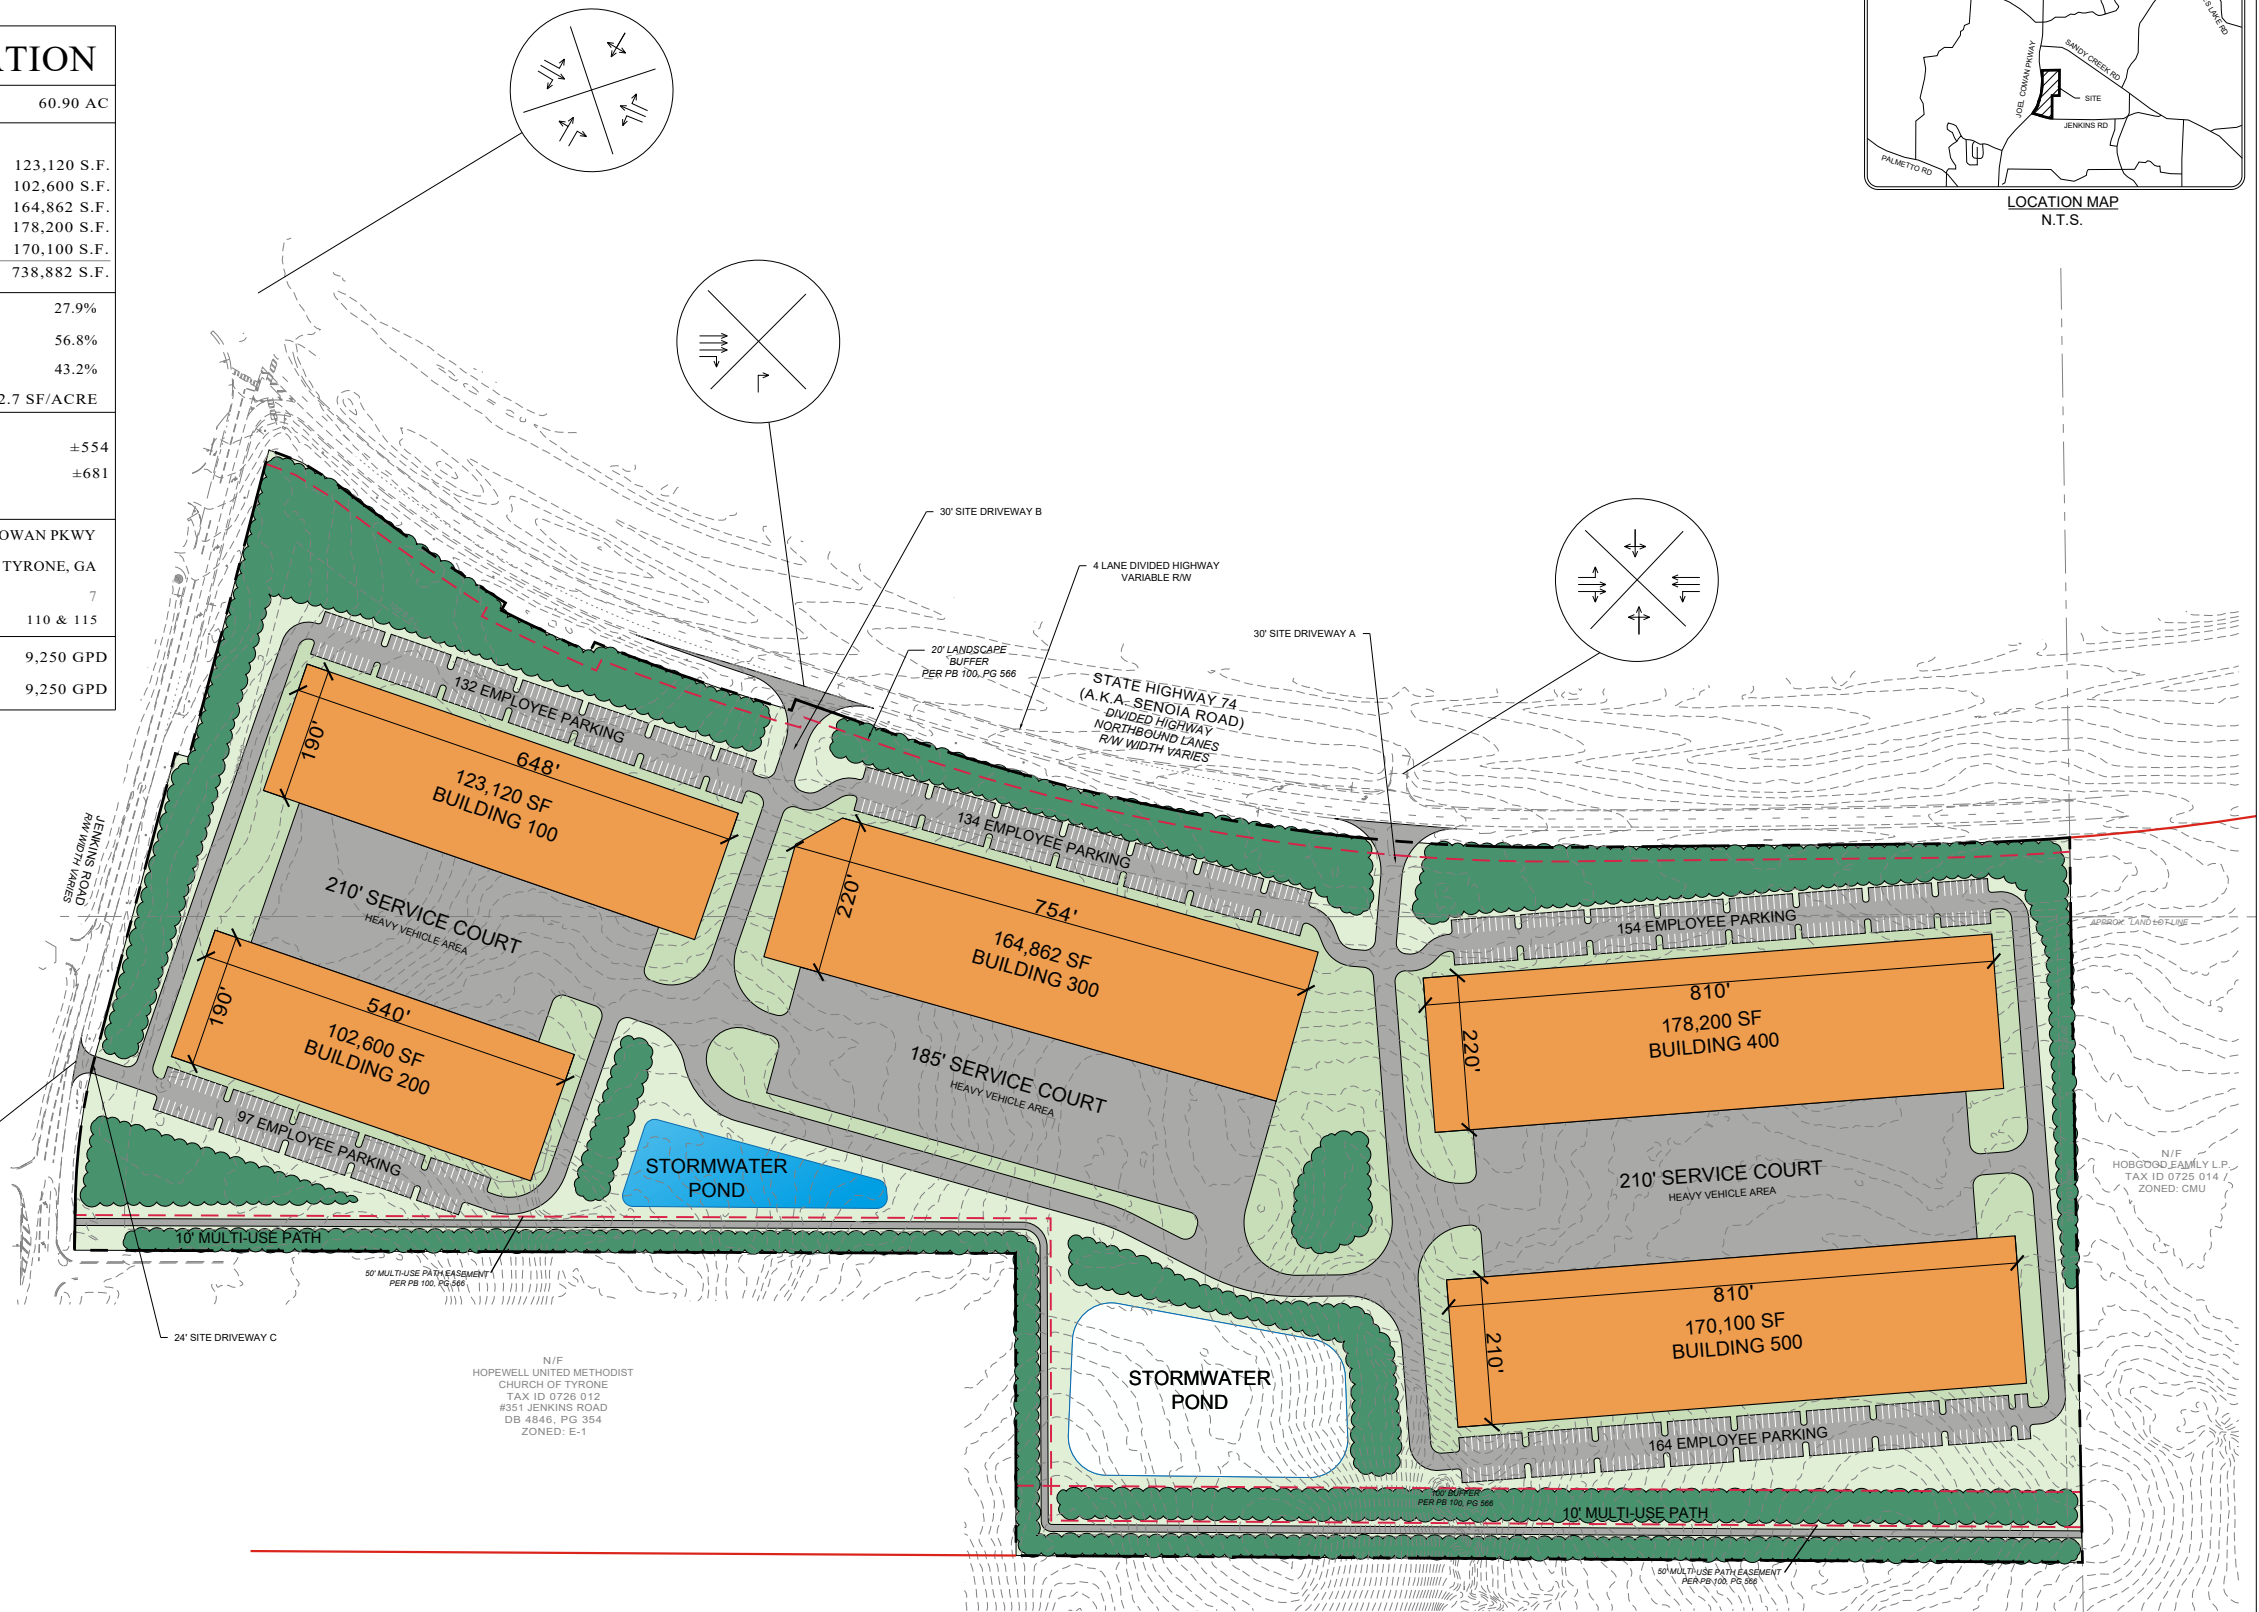 ATION
60.90 AC
123,120 S.F.
102,600 S.F.
164,862 S.F.
178,200 S.F.
170,100 S.F.
738,882 S.F.
27.9%
56.8%
43.2%
2.7 SF/ACRE
±554
±681
OWAN PKWY
TYRONE, GA
7
110 & 115
9,250 GPD
9,250 GPD
S LAKE RD
SANDY CREEK RD
JOEL COWAN PKWAY
SITE
JENKINS RD
PALMETTO RD
LOCATION MAP
N.T.S.
30' SITE DRIVEWAY B
4 LANE DIVIDED HIGHWAY
VARIABLE R/W
30' SITE DRIVEWAY A
20' LANDSCAPE
BUFFER
PER PB 100, PG 566
STATE HIGHWAY 74
(A.K.A. SENOIA ROAD)
DIVIDED HIGHWAY
NORTHBOUND LANES
R/W WIDTH VARIES
132 EMPLOYEE PARKING
190'
648'
123,120 SF
BUILDING 100
134 EMPLOYEE PARKING
220'
754'
164,862 SF
BUILDING 300
154 EMPLOYEE PARKING
810'
178,200 SF
BUILDING 400
220'
APPROX. LAND LOT LINE
JENKINS ROAD
R/W WIDTH VARIES
210' SERVICE COURT
HEAVY VEHICLE AREA
190'
540'
102,600 SF
BUILDING 200
97 EMPLOYEE PARKING
185' SERVICE COURT
HEAVY VEHICLE AREA
STORMWATER
POND
210' SERVICE COURT
HEAVY VEHICLE AREA
N/F
HOBGOOD FAMILY L.P.
TAX ID 0725 014
ZONED: CMU
10' MULTI-USE PATH
50' MULTI-USE PATH EASEMENT
PER PB 100, PG 566
24' SITE DRIVEWAY C
N/F
HOPEWELL UNITED METHODIST
CHURCH OF TYRONE
TAX ID 0726 012
#351 JENKINS ROAD
DB 4846, PG 354
ZONED: E-1
STORMWATER
POND
810'
170,100 SF
BUILDING 500
210'
164 EMPLOYEE PARKING
100' BUFFER
PER PB 100, PG 566
10' MULTI-USE PATH
50' MULTI-USE PATH EASEMENT
PER PB 100, PG 566